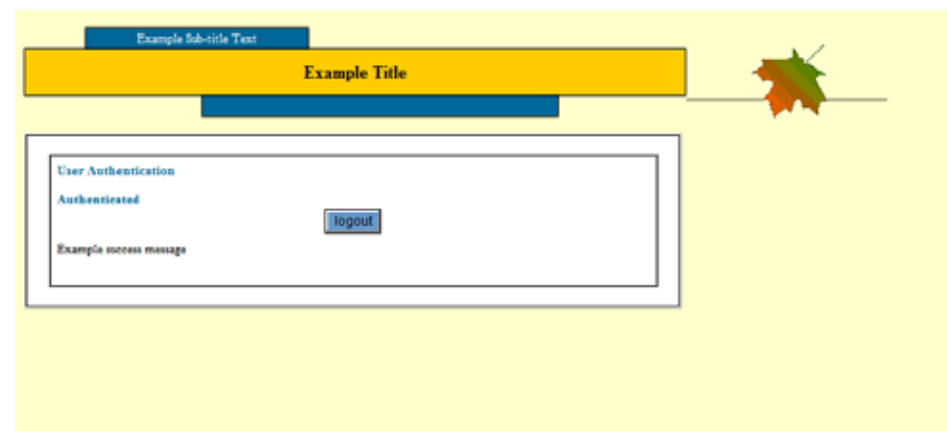 Example Sub-title Text
Example Title
User Authentication
Authenticated
logout
Example success message